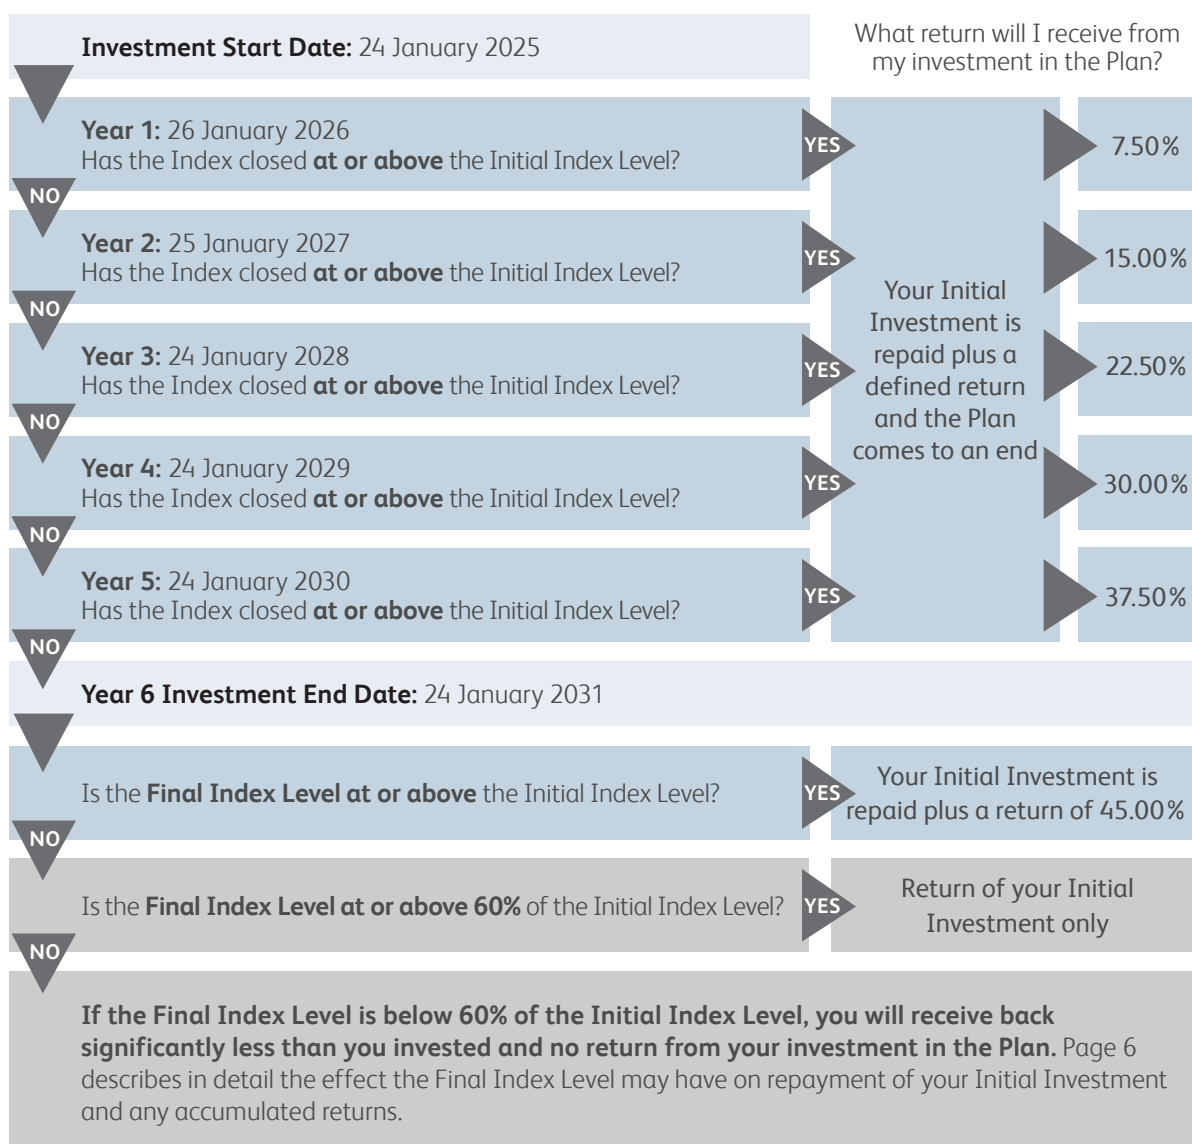 Investment Start Date: 24 January 2025
What return will I receive from
my investment in the Plan?
Year 1: 26 January 2026
Has the Index closed at or above the Initial Index Level?
YES
7.50%
NO
Year 2: 25 January 2027
Has the Index closed at or above the Initial Index Level?
YES
15.00%
NO
Year 3: 24 January 2028
Has the Index closed at or above the Initial Index Level?
YES
22.50%
NO
Year 4: 24 January 2029
Has the Index closed at or above the Initial Index Level?
YES
30.00%
NO
Year 5: 24 January 2030
Has the Index closed at or above the Initial Index Level?
YES
37.50%
Your Initial
Investment is
repaid plus a
defined return
and the Plan
comes to an end
NO
Year 6 Investment End Date: 24 January 2031
Is the Final Index Level at or above the Initial Index Level?
YES
Your Initial Investment is
repaid plus a return of 45.00%
NO
Is the Final Index Level at or above 60% of the Initial Index Level?
YES
Return of your Initial
Investment only
NO
If the Final Index Level is below 60% of the Initial Index Level, you will receive back
significantly less than you invested and no return from your investment in the Plan. Page 6
describes in detail the effect the Final Index Level may have on repayment of your Initial Investment
and any accumulated returns.